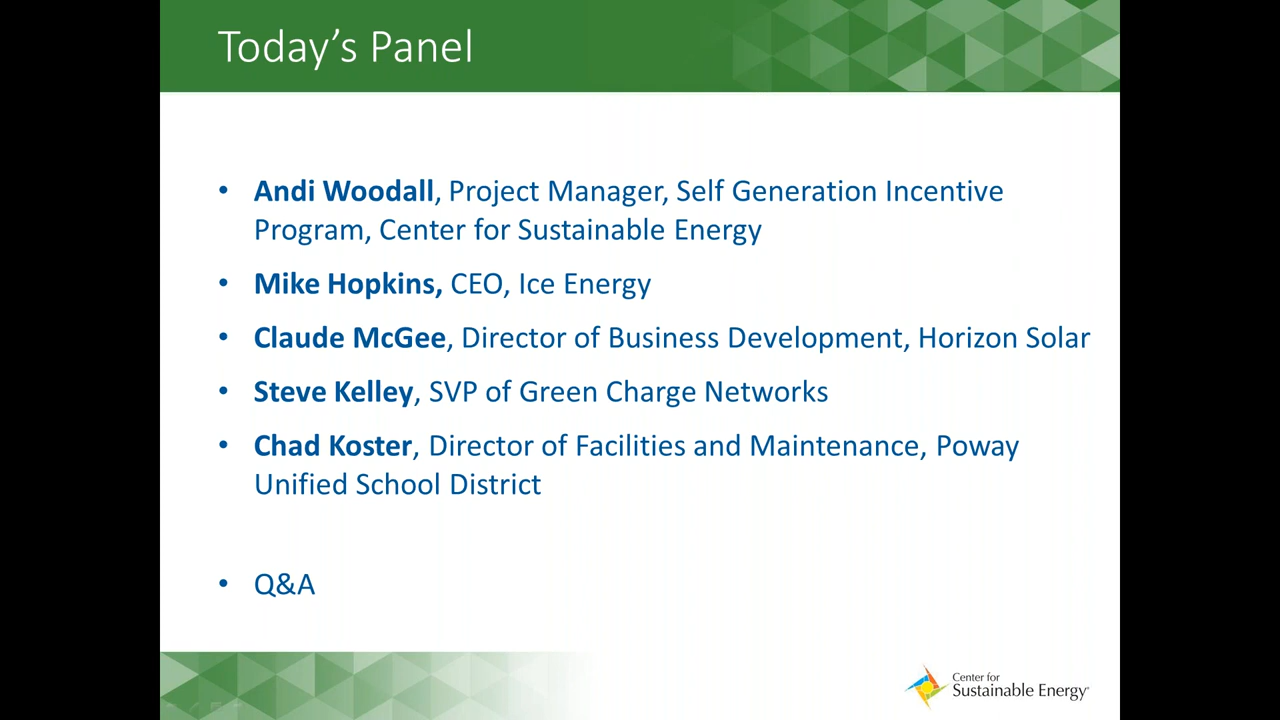 Today's Panel
• Andi Woodall, Project Manager, Self Generation Incentive
Program, Center for Sustainable Energy
• Mike Hopkins, CEO, Ice Energy
• Claude McGee, Director of Business Development, Horizon Solar
• Steve Kelley, SVP of Green Charge Networks
• Chad Koster, Director of Facilities and Maintenance, Poway
Unified School District
• Q&A
Center for
Sustainable Energy